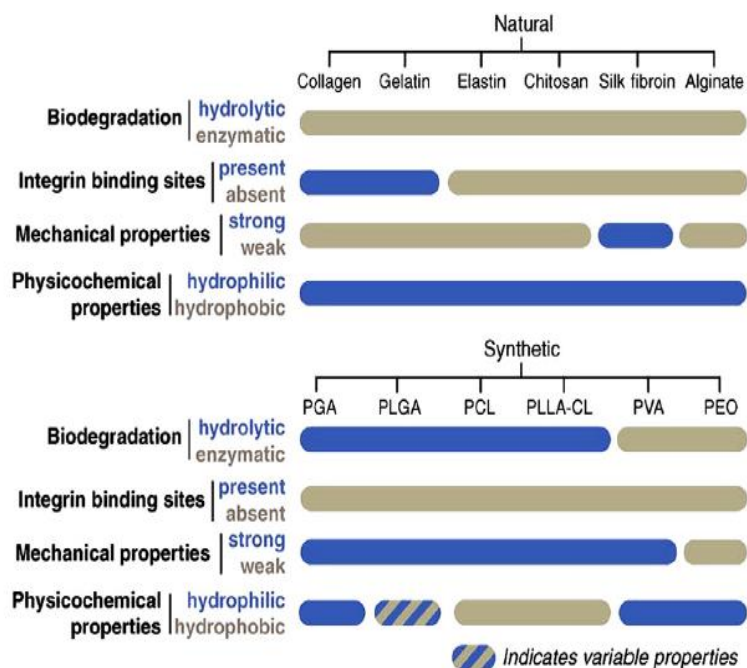 Natural
Collagen Gelatin Elastin Chitosan Silk fibroin Alginate
Biodegradation hydrolytic
enzymatic
Integrin binding sites present
absent
Mechanical properties strong
weak
Physicochemical hydrophilic
properties hydrophobic
Synthetic
PGA PLGA PCL PLLA-CL PVA PEO
Biodegradation hydrolytic
enzymatic
Integrin binding sites present
absent
Mechanical properties strong
weak
Physicochemical hydrophilic
properties hydrophobic
Indicates variable properties